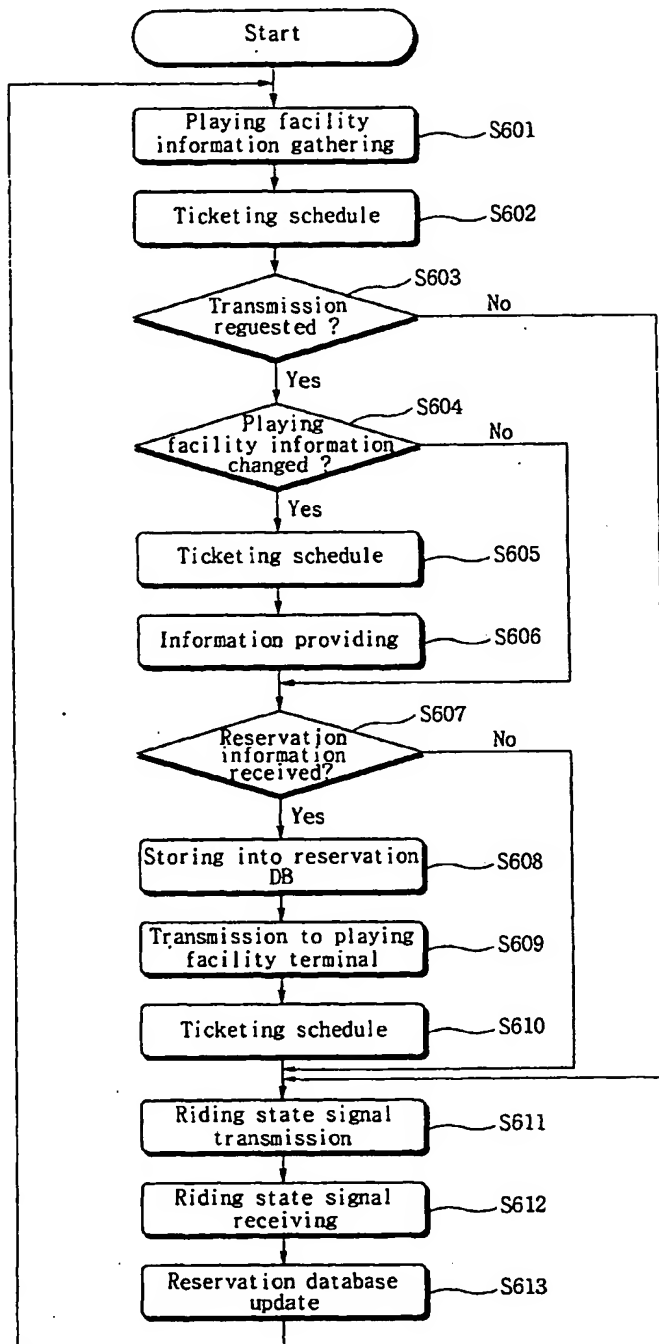 Start
Playing facility
information gathering
S601
Ticketing schedule
S602
S603
Transmission
reguested ?
No
Yes
S604
Playing
facility information
changed ?
No
Yes
Ticketing schedule
S605
Information providing
S606
S607
Reservation
information
received?
No
Yes
Storing into reservation
DB
S608
Transmission to playing
facility terminal
S609
Ticketing schedule
S610
Riding state signal
transmission
S611
Riding state signal
receiving
S612
Reservation database
update
S613